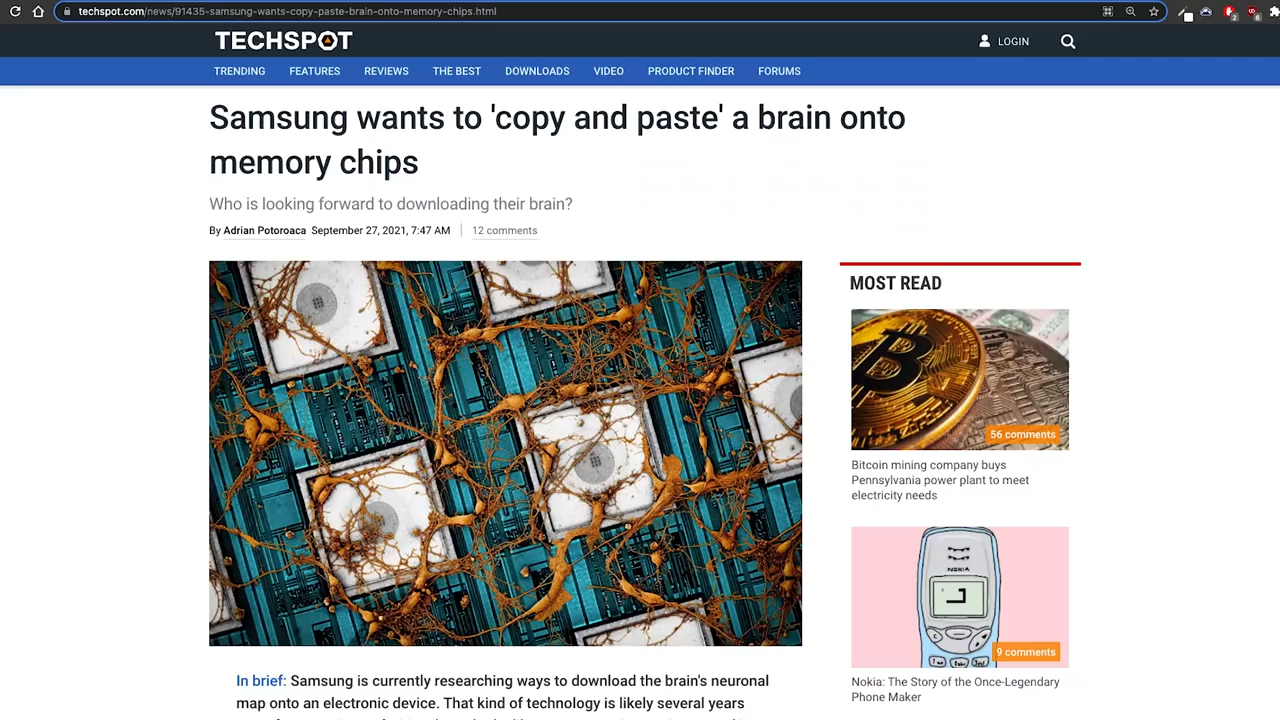 techspot.com/news/91435-samsung-wants-copy-paste-brain-onto-memory-chips.html
TECHSPOT
LOGIN
TRENDING FEATURES REVIEWS THE BEST DOWNLOADS VIDEO PRODUCT FINDER FORUMS
Samsung wants to 'copy and paste' a brain onto
memory chips
Who is looking forward to downloading their brain?
By Adrian Potoroaca September 27, 2021, 7:47 AM 12 comments
MOST READ
56 comments
Bitcoin mining company buys
Pennsylvania power plant to meet
electricity needs
NOKIA
9 comments
Nokia: The Story of the Once-Legendary
Phone Maker
In brief: Samsung is currently researching ways to download the brain's neuronal
map onto an electronic device. That kind of technology is likely several years